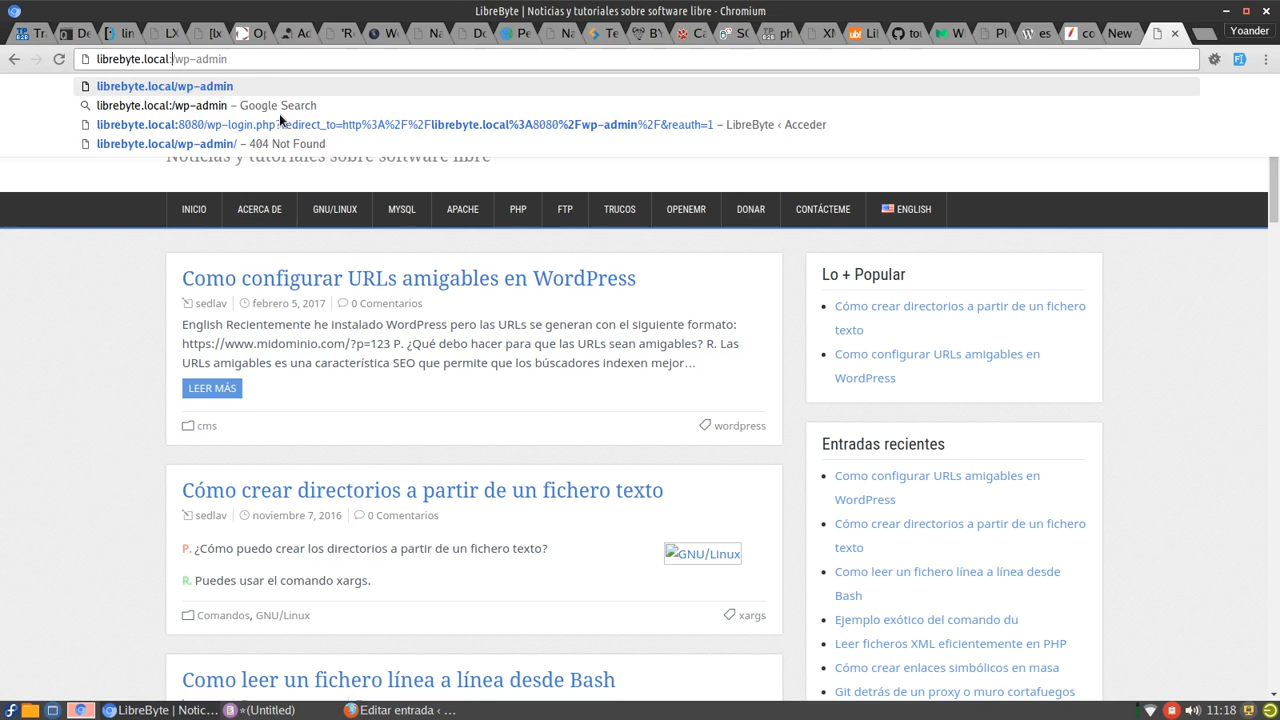 LibreByte | Noticias y tutoriales sobre software libre - Chromium
Yoander
librebyte.local:/wp-admin
librebyte.local/wp-admin
librebyte.local:/wp-admin – Google Search
librebyte.local:8080/wp-login.php?redirect_to=http%3A%2F%2Flibrebyte.local%3A8080%2Fwp-admin%2F&reauth=1 – LibreByte ‹ Acceder
librebyte.local/wp-admin/ – 404 Not Found
Noticias y tutoriales sobre software libre
INICIO ACERCA DE GNU/LINUX MYSQL APACHE PHP FTP TRUCOS OPENEMR DONAR CONTÁCTEME ENGLISH
Como configurar URLs amigables en WordPress
sedlav febrero 5, 2017 0 Comentarios
English Recientemente he instalado WordPress pero las URLs se generan con el siguiente formato:
https://www.midominio.com/?p=123 P. ¿Qué debo hacer para que las URLs sean amigables? R. Las
URLs amigables es una característica SEO que permite que los búscadores indexen mejor…
LEER MÁS
cms wordpress
Cómo crear directorios a partir de un fichero texto
sedlav noviembre 7, 2016 0 Comentarios
P. ¿Cómo puedo crear los directorios a partir de un fichero texto?
GNU/Linux
R. Puedes usar el comando xargs.
Comandos, GNU/Linux xargs
Como leer un fichero línea a línea desde Bash
Lo + Popular
Cómo crear directorios a partir de un fichero
texto
Como configurar URLs amigables en
WordPress
Entradas recientes
Como configurar URLs amigables en
WordPress
Cómo crear directorios a partir de un fichero
texto
Como leer un fichero línea a línea desde
Bash
Ejemplo exótico del comando du
Leer ficheros XML eficientemente en PHP
Cómo crear enlaces simbólicos en masa
Git detrás de un proxy o muro cortafuegos
LibreByte | Notic…
*(Untitled)
Editar entrada ‹ …
11:18